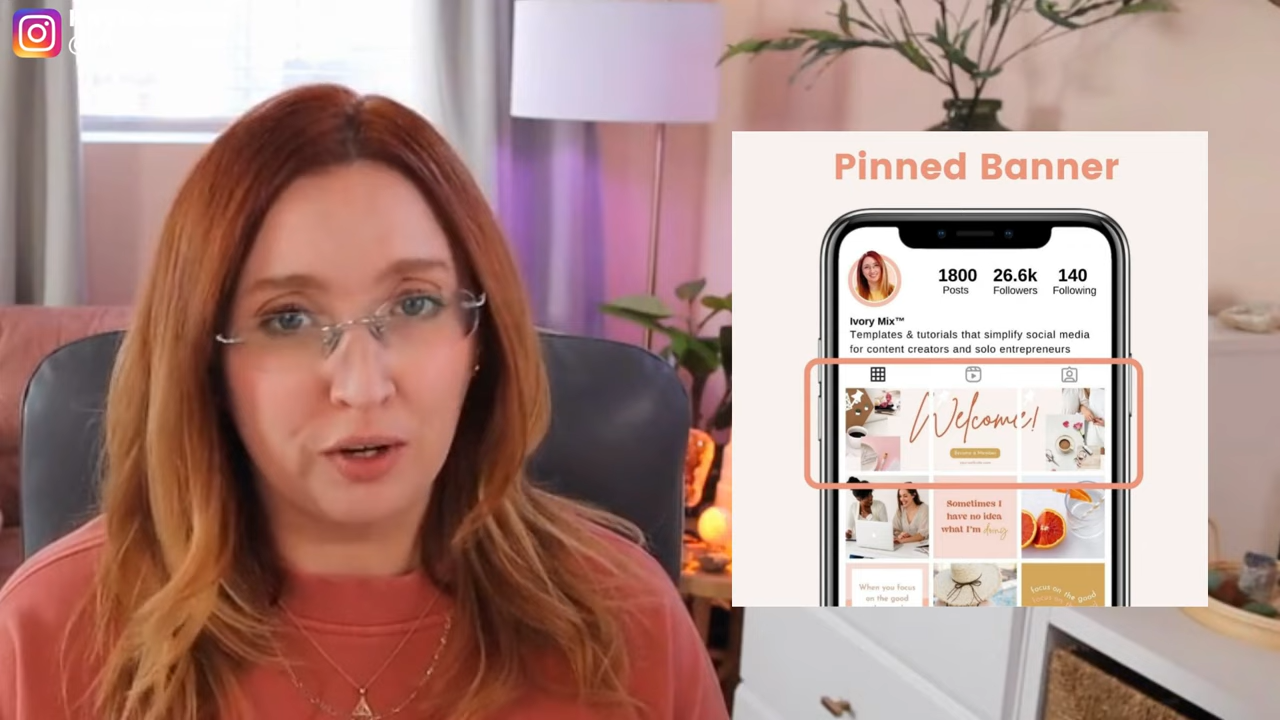 Pinned Banner
1800 26.6k 140
Posts Followers Following
Ivory Mix™
Templates & tutorials that simplify social media
for content creators and solo entrepreneurs
Welcome!
Become a Member
Sometimes I
have no idea
what I'm doing
When you focus
on the good
focus on the good